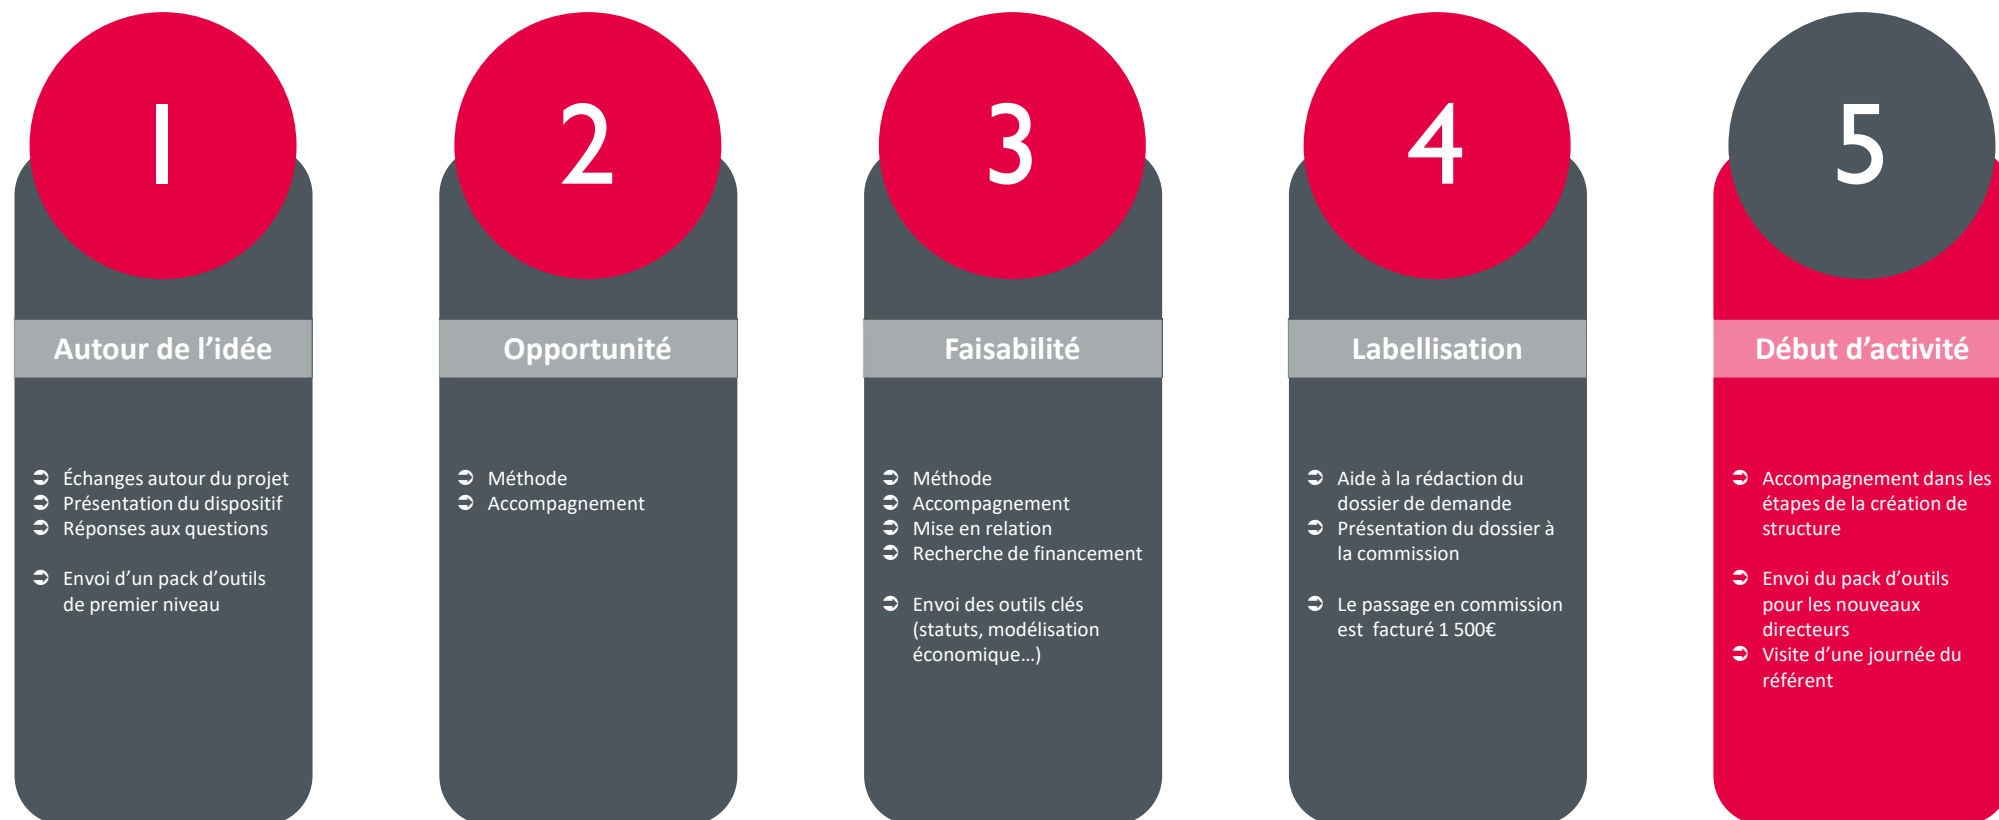 1
Autour de l’idée
Échanges autour du projet
Présentation du dispositif
Réponses aux questions
Envoi d’un pack d’outils
de premier niveau
2
Opportunité
Méthode
Accompagnement
3
Faisabilité
Méthode
Accompagnement
Mise en relation
Recherche de financement
Envoi des outils clés
(statuts, modélisation
économique…)
4
Labellisation
Aide à la rédaction du
dossier de demande
Présentation du dossier à
la commission
Le passage en commission
est facturé 1 500€
5
Début d’activité
Accompagnement dans les
étapes de la création de
structure
Envoi du pack d’outils
pour les nouveaux
directeurs
Visite d’une journée du
référent